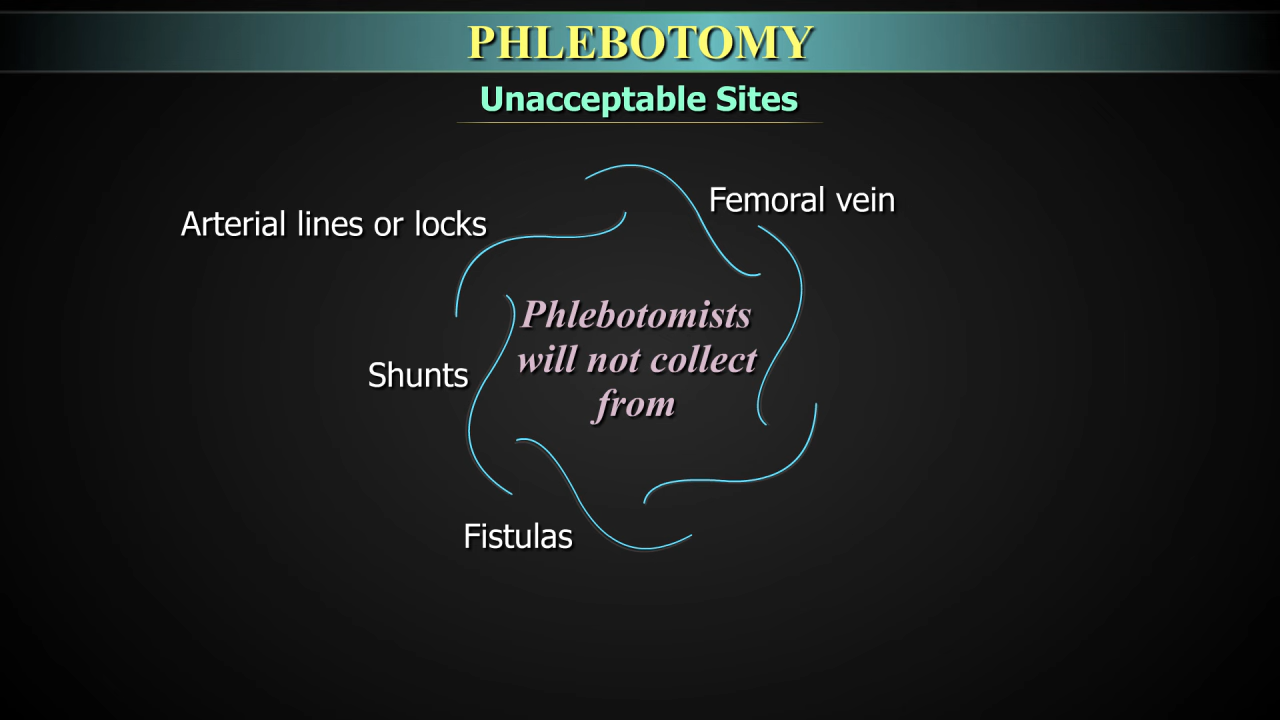 PHLEBOTOMY
Unacceptable Sites
Femoral vein
Arterial lines or locks
Phlebotomists
will not collect
from
Shunts
Fistulas